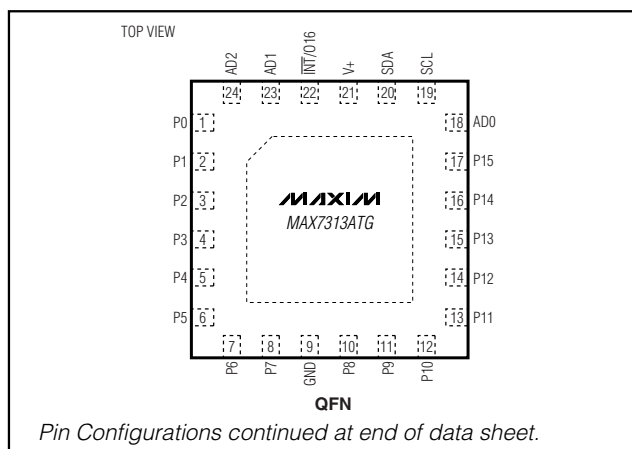 TOP VIEW
AD2 AD1 INT/O16 V+ SDA SCL
24 23 22 21 20 19
P0 1
P1 2
P2 3
P3 4
P4 5
P5 6
18 AD0
17 P15
16 P14
15 P13
14 P12
13 P11
MAXIM
MAX7313ATG
7 8 9 10 11 12
P6 P7 GND P8 P9 P10
QFN
Pin Configurations continued at end of data sheet.